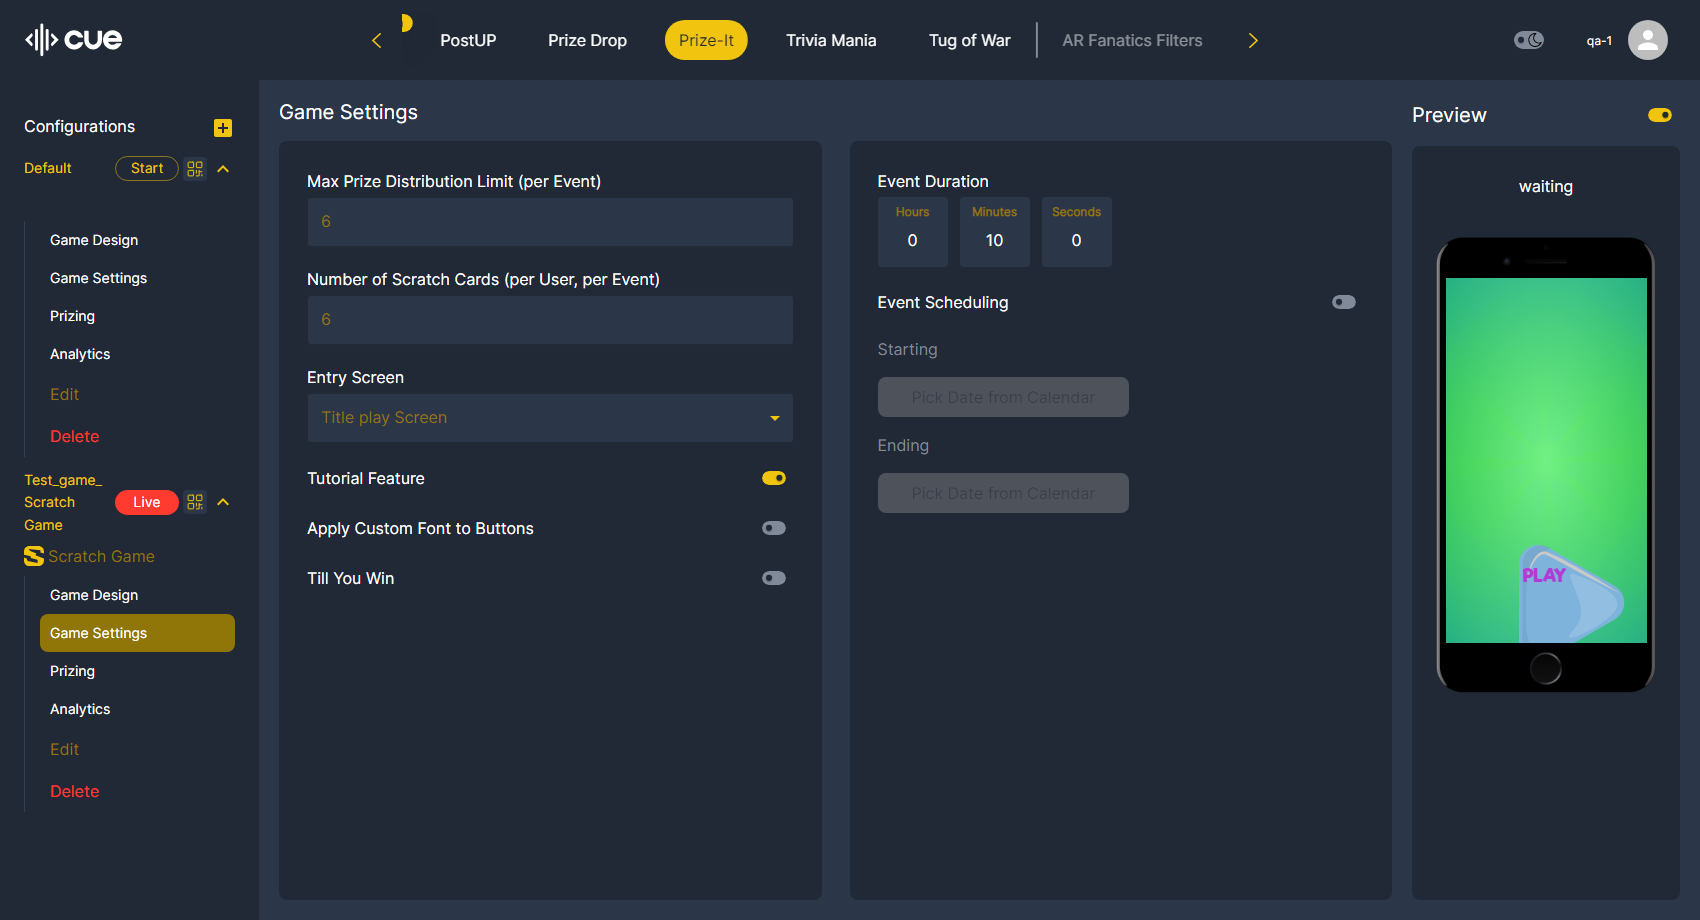 cue
PostUP
Prize Drop
Prize-It
Trivia Mania
Tug of War
AR Fanatics Filters
qa-1
Configurations
Default
Start
Game Design
Game Settings
Prizing
Analytics
Edit
Delete
Test_game_
Scratch
Game
Live
Scratch Game
Game Design
Game Settings
Prizing
Analytics
Edit
Delete
Game Settings
Max Prize Distribution Limit (per Event)
6
Number of Scratch Cards (per User, per Event)
6
Entry Screen
Title play Screen
Tutorial Feature
Apply Custom Font to Buttons
Till You Win
Event Duration
Hours
Minutes
Seconds
0
10
0
Event Scheduling
Starting
Pick Date from Calendar
Ending
Pick Date from Calendar
Preview
waiting
PLAY